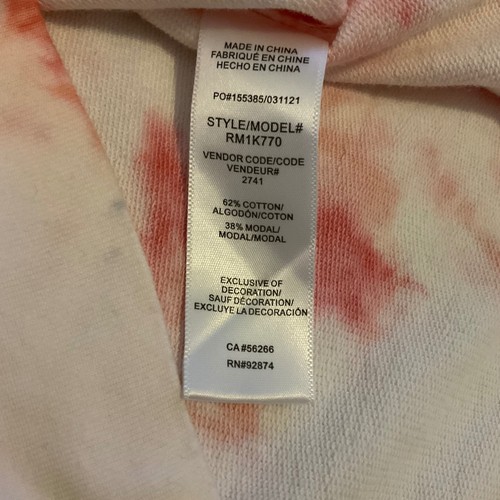 MADE IN CHINA
FABRIQUÉ EN CHINE
HECHO EN CHINA
PO#155385/031121
STYLE/MODEL#
RM1K770
VENDOR CODE/CODE
VENDEUR#
2741
62% COTTON/
ALGODÓN/COTON
38% MODAL/
MODAL/MODAL
EXCLUSIVE OF
DECORATION/
SAUF DÉCORATION/
EXCLUYE LA DECORACIÓN
CA#56266
RN#92874